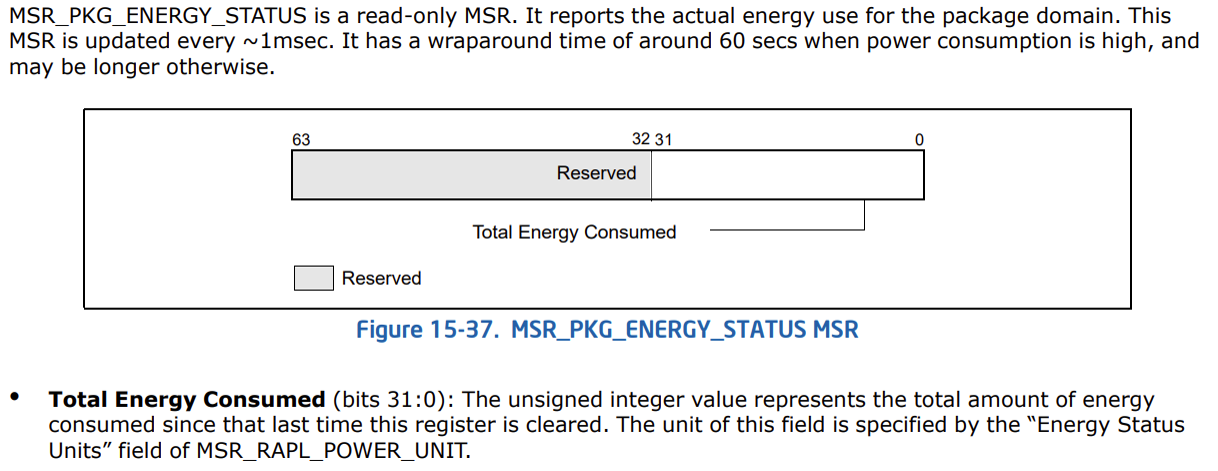 MSR_PKG_ENERGY_STATUS is a read-only MSR. It reports the actual energy use for the package domain. This
MSR is updated every ~1msec. It has a wraparound time of around 60 secs when power consumption is high, and
may be longer otherwise.
63 32 31 0
Reserved
Total Energy Consumed
Reserved
Figure 15-37. MSR_PKG_ENERGY_STATUS MSR
• Total Energy Consumed (bits 31:0): The unsigned integer value represents the total amount of energy
consumed since that last time this register is cleared. The unit of this field is specified by the “Energy Status
Units” field of MSR_RAPL_POWER_UNIT.